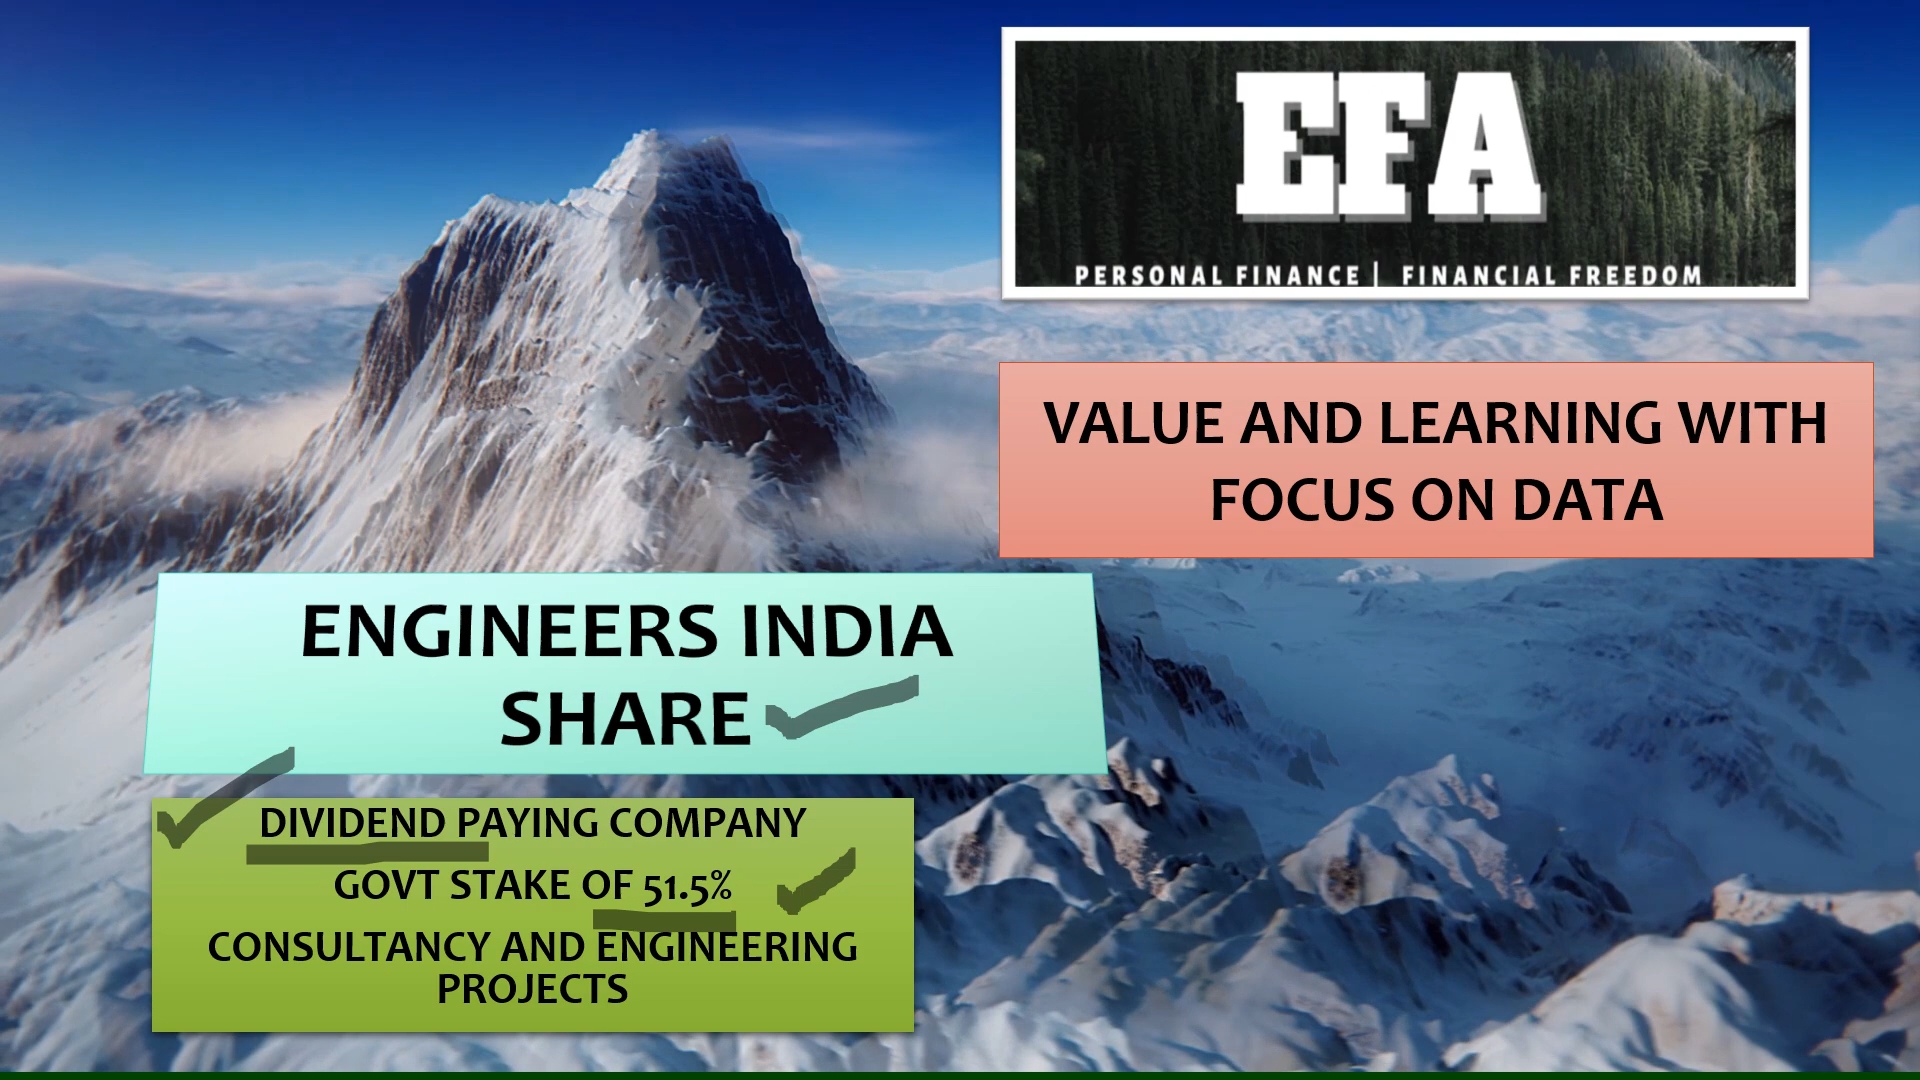 EFA
PERSONAL FINANCE | FINANCIAL FREEDOM
VALUE AND LEARNING WITH
FOCUS ON DATA
ENGINEERS INDIA
SHARE
DIVIDEND PAYING COMPANY
GOVT STAKE OF 51.5%
CONSULTANCY AND ENGINEERING
PROJECTS